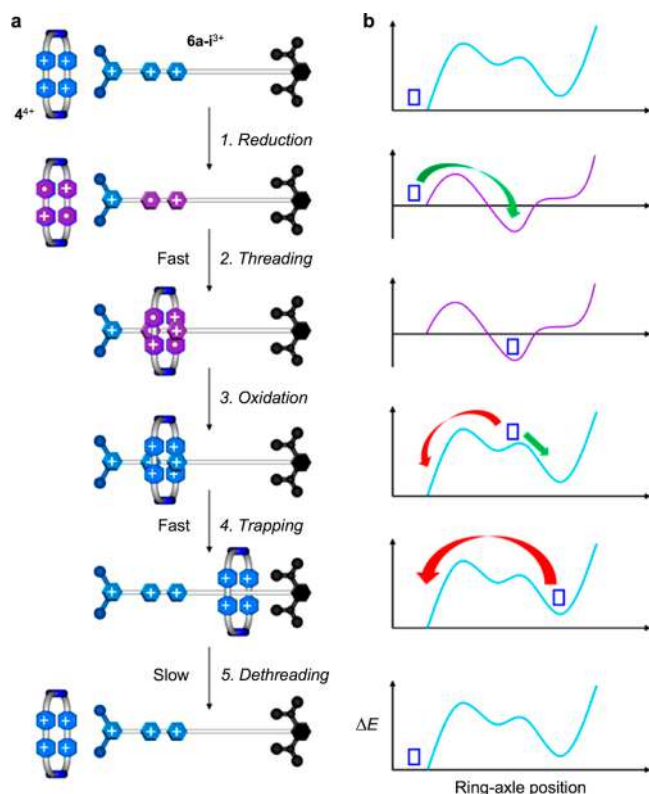 a
b
6a-i³⁺
4⁴⁺
1. Reduction
Fast
2. Threading
3. Oxidation
Fast
4. Trapping
Slow
5. Dethreading
ΔE
Ring-axle position